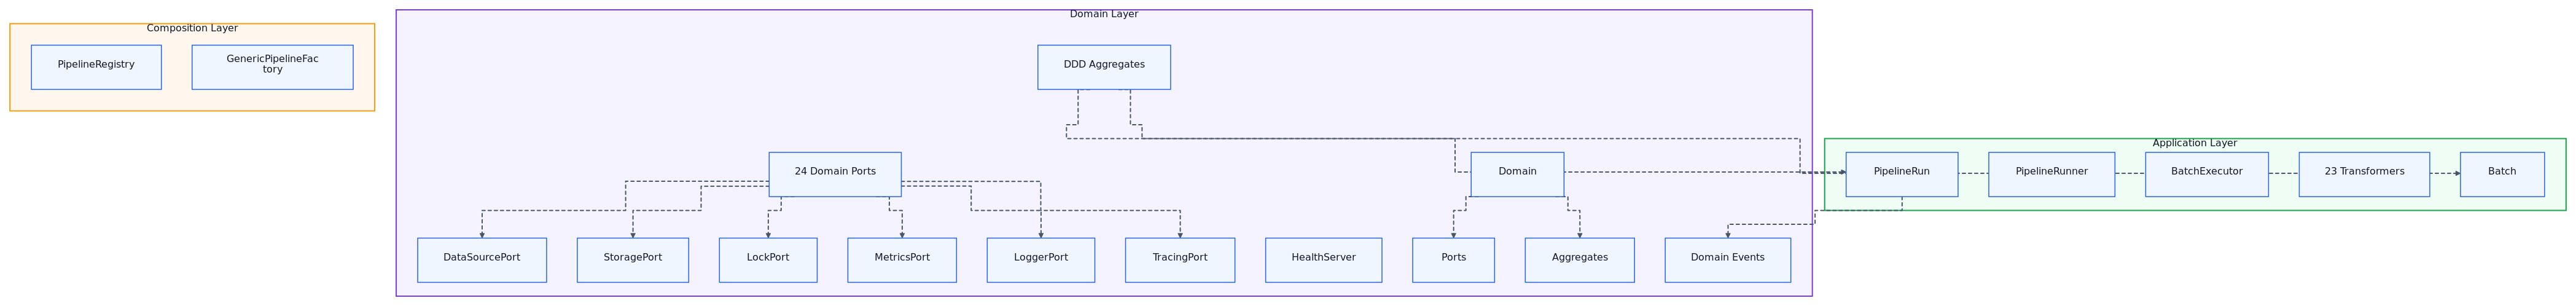 Composition Layer
PipelineRegistry
GenericPipelineFac
tory
Domain Layer
DDD Aggregates
24 Domain Ports
Domain
DataSourcePort
StoragePort
LockPort
MetricsPort
LoggerPort
TracingPort
HealthServer
Ports
Aggregates
Domain Events
Application Layer
PipelineRun
PipelineRunner
BatchExecutor
23 Transformers
Batch